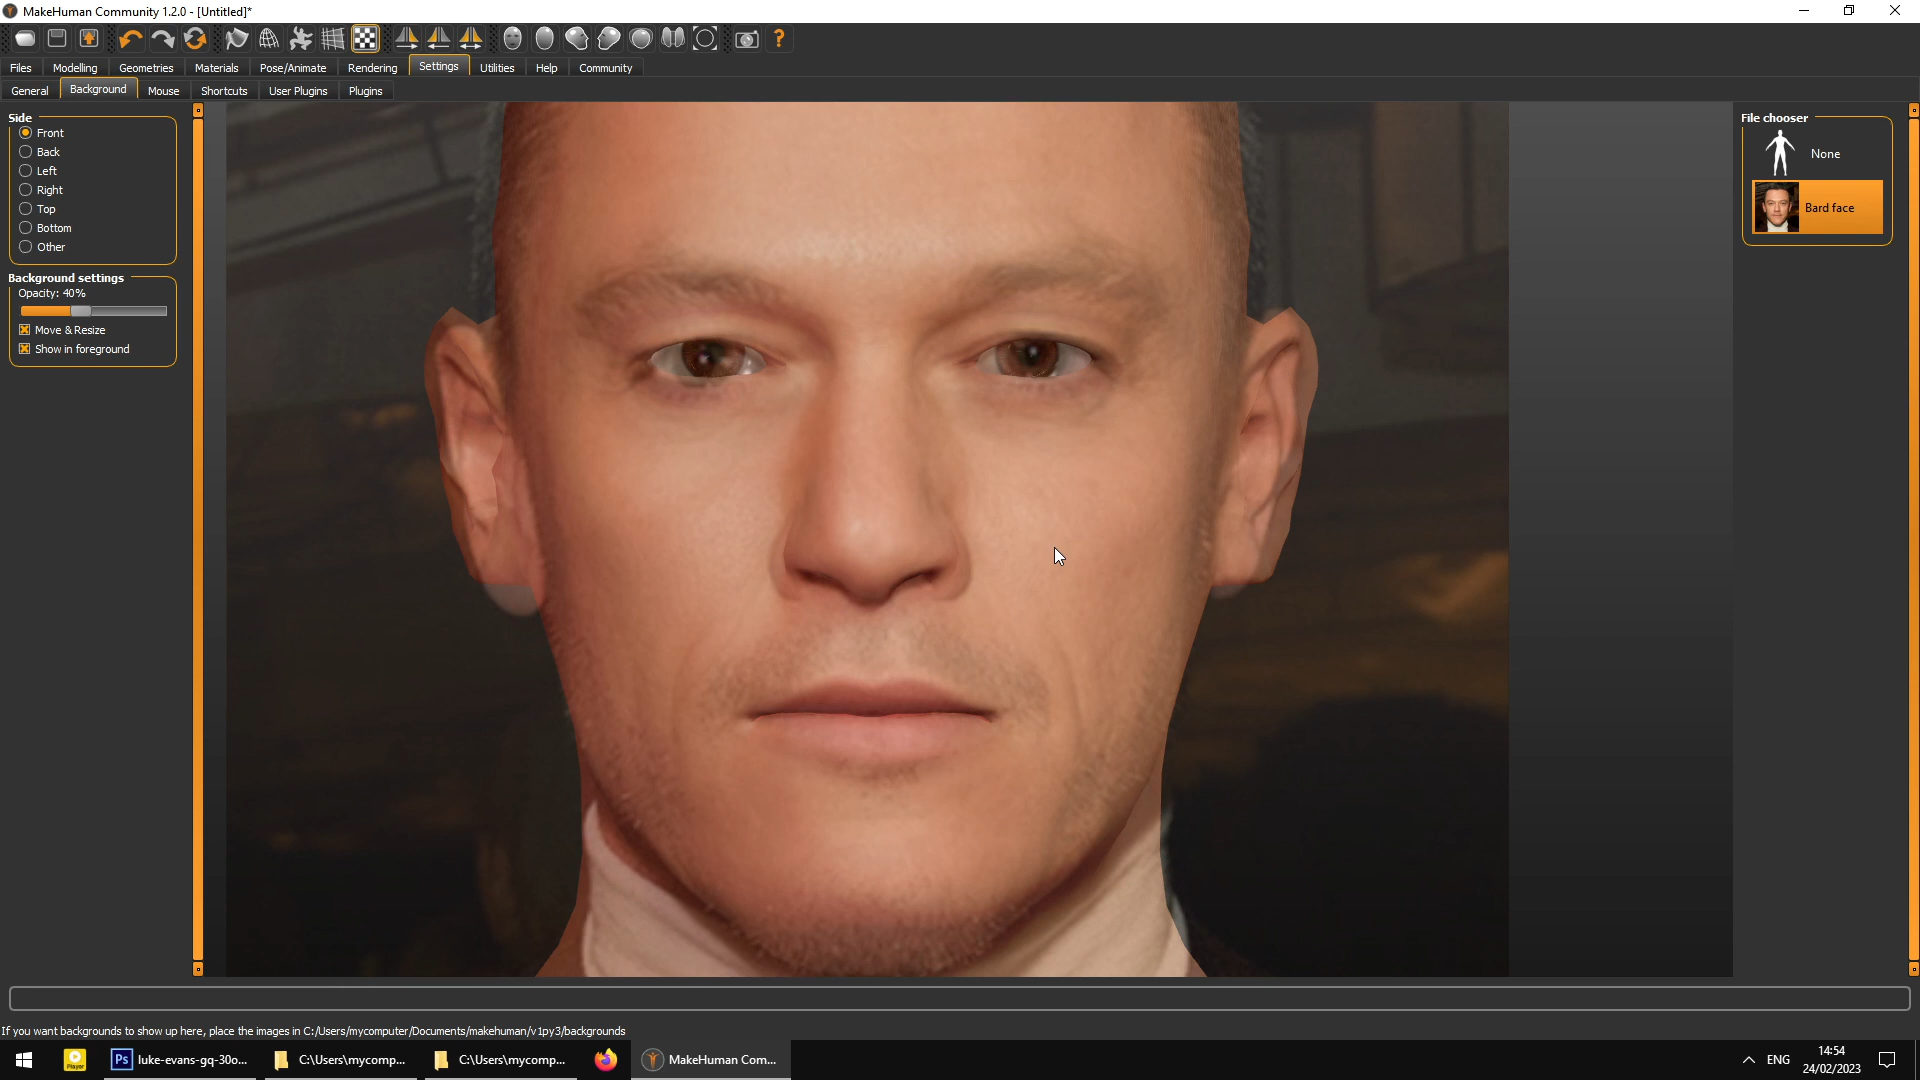 MakeHuman Community 1.2.0 - [Untitled]*
Files Modelling Geometries Materials Pose/Animate Rendering Settings Utilities Help Community
General Background Mouse Shortcuts User Plugins Plugins
Side
Front
Back
Left
Right
Top
Bottom
Other
Background settings
Opacity: 40%
Move & Resize
Show in foreground
File chooser
None
Bard face
If you want backgrounds to show up here, place the images in C:/Users/mycomputer/Documents/makehuman/v1py3/backgrounds
Player
Ps luke-evans-gq-30o...
C:\Users\mycomp...
C:\Users\mycomp...
MakeHuman Com...
ENG
14:54
24/02/2023